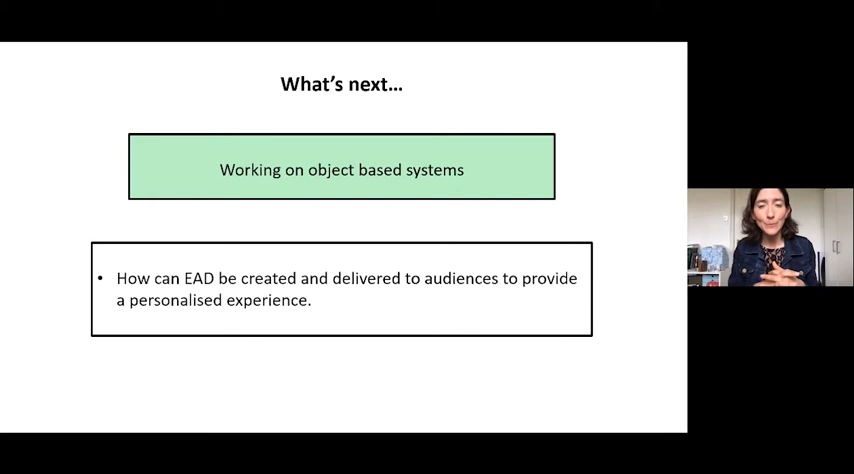 What's next...
Working on object based systems
• How can EAD be created and delivered to audiences to provide
a personalised experience.